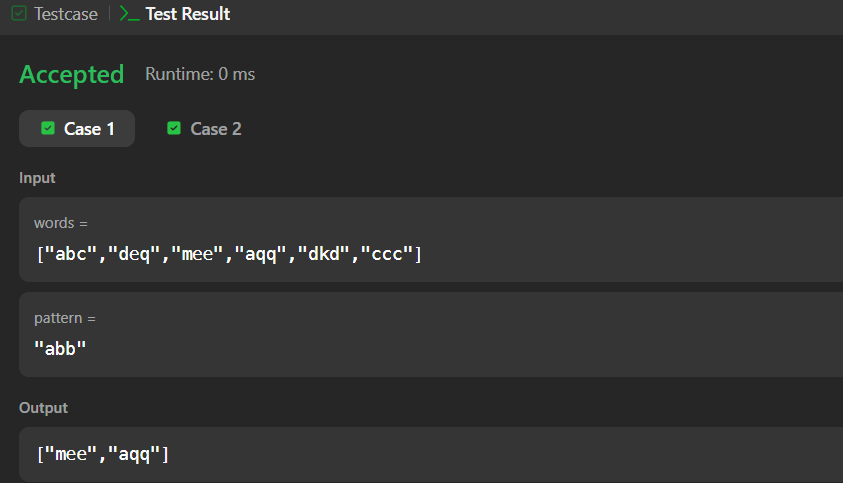 Testcase
Test Result
Accepted Runtime: 0 ms
Case 1 Case 2
Input
words =
["abc","deq","mee","aqq","dkd","ccc"]
pattern =
"abb"
Output
["mee","aqq"]